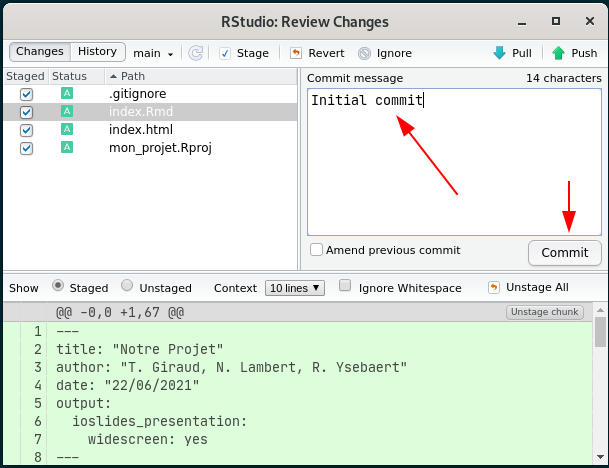 RStudio: Review Changes
Changes History main Stage Revert Ignore Pull Push
Staged Status Path Commit message 14 characters
A .gitignore
A index.Rmd
A index.html
A mon_projet.Rproj
Initial commit
Amend previous commit Commit
Show Staged Unstaged Context 10 lines Ignore Whitespace Unstage All
@@ -0,0 +1,67 @@ Unstage chunk
1 ---
2 title: "Notre Projet"
3 author: "T. Giraud, N. Lambert, R. Ysebaert"
4 date: "22/06/2021"
5 output:
6 ioslides_presentation:
7 widescreen: yes
8 ---